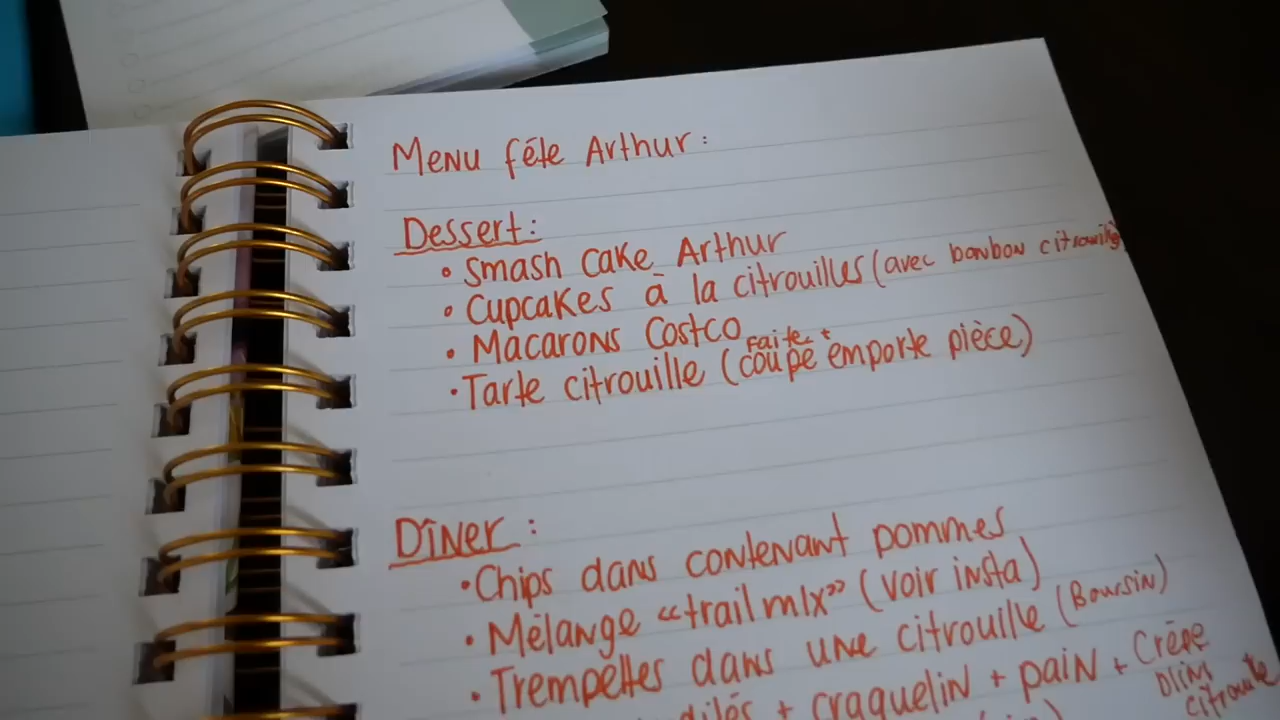 Menu fête Arthur:
Dessert:
• Smash cake Arthur
• Cupcakes à la citrouilles (avec bonbon citrouille)
• Macarons Costco
• Tarte citrouille (faite + coupé emporte pièce)
Dîner:
• Chips dans contenant pommes
• Mélange «trail mix» (voir insta)
• Trempettes dans une citrouille (Boursin)
+ craquelin + pain + Crêpe
citrouille